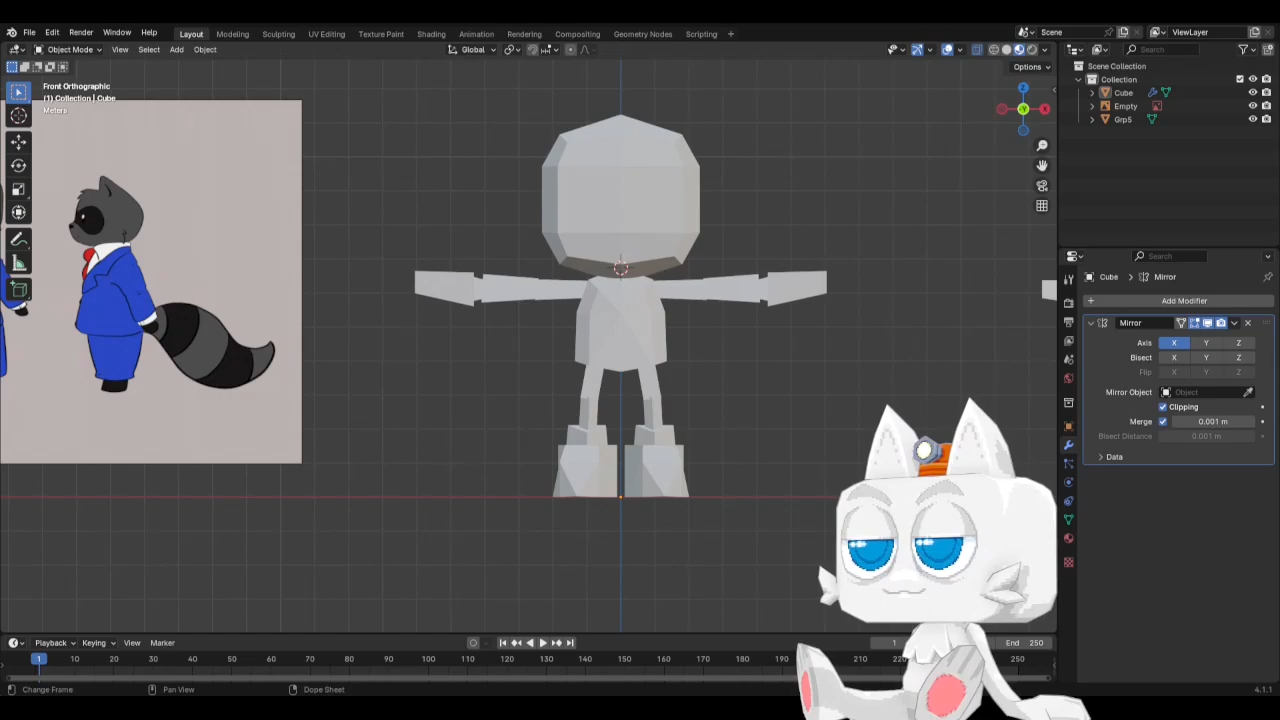 File Edit Render Window Help Layout Modeling Sculpting UV Editing Texture Paint Shading Animation Rendering Compositing Geometry Nodes Scripting + Scene ViewLayer
Object Mode View Select Add Object Global Search
Options
Front Orthographic
(1) Collection | Cube
Meters
Z
Y
X
Scene Collection
Collection
Cube
Empty
Grp5
Search
Cube > Mirror
+ Add Modifier
Mirror
Axis X Y Z
Bisect X Y Z
Flip X Y Z
Mirror Object Object
Clipping
Merge 0.001 m
Bisect Distance 0.001 m
Data
Playback Keying View Marker 1 End 250
1 10 20 30 40 50 60 70 80 90 100 110 120 130 140 150 160 170 180 190 200 210 220 250
Change Frame Pan View Dope Sheet 4.1.1